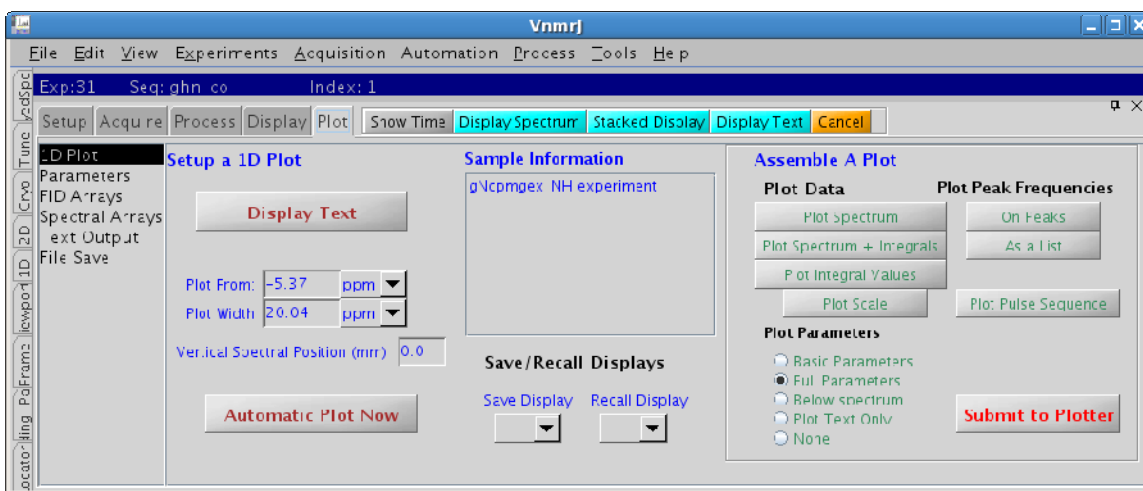 VnmrJ
File Edit View Experiments Acquisition Automation Process Tools Help
Exp:31 Seq: ghn_co Index: 1
Setup Acquire Process Display Plot Show Time Display Spectrum Stacked Display Display Text Cancel
1D Plot
Parameters
FID Arrays
Spectral Arrays
Text Output
File Save
Setup a 1D Plot
Display Text
Plot From: -5.37 ppm
Plot Width 20.04 ppm
Vertical Spectral Position (mm) 0.0
Automatic Plot Now
Sample Information
gNcpmgex_NH experiment
Save/Recall Displays
Save Display Recall Display
Assemble A Plot
Plot Data
Plot Spectrum
Plot Spectrum + Integrals
Plot Integral Values
Plot Scale
Plot Peak Frequencies
On Peaks
As a List
Plot Pulse Sequence
Plot Parameters
Basic Parameters
Full Parameters
Below spectrum
Plot Text Only
None
Submit to Plotter
Tune
Cryo
2D
1D
Frame